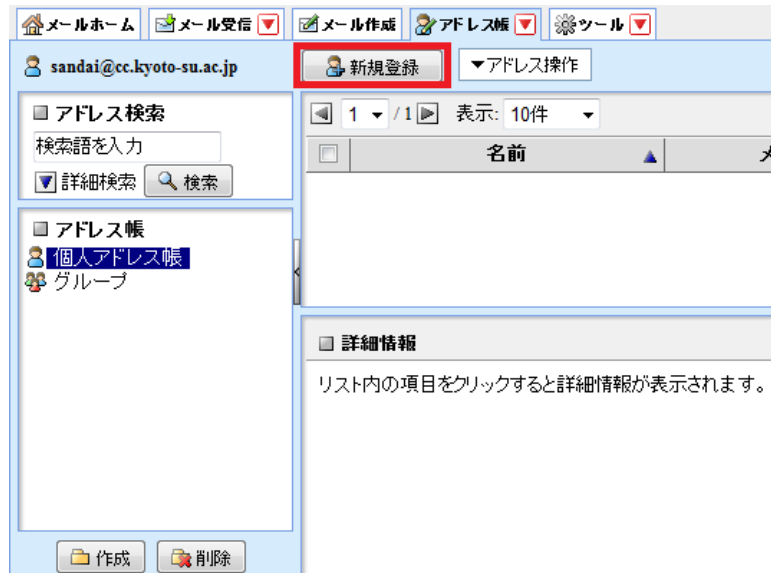 メールホーム メール受信 メール作成 アドレス帳 ツール
sandai@cc.kyoto-su.ac.jp 新規登録 ▼アドレス操作
アドレス検索
検索語を入力
詳細検索 検索
1 / 1 表示: 10件
名前
アドレス帳
個人アドレス帳
グループ
詳細情報
リスト内の項目をクリックすると詳細情報が表示されます。
作成 削除